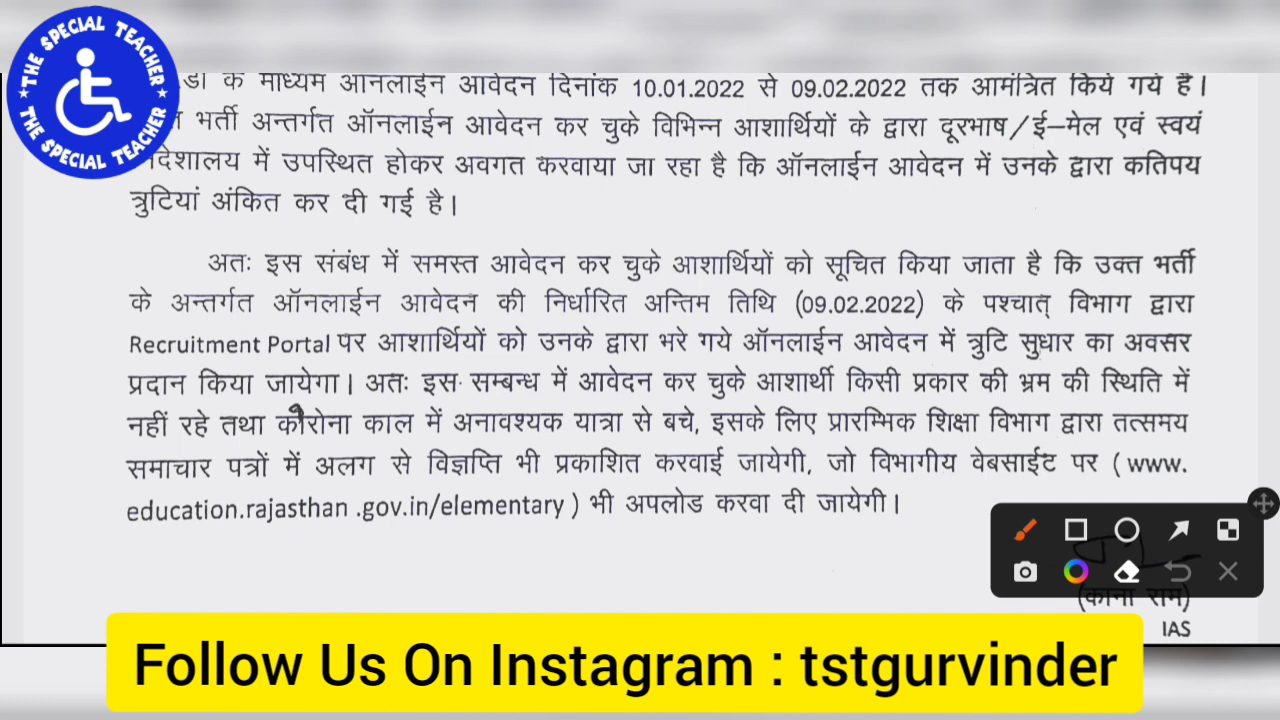 THE SPECIAL TEACHER
THE SPECIAL TEACHER
के माध्यम ऑनलाईन आवेदन दिनांक 10.01.2022 से 09.02.2022 तक आमंत्रित किये गये है।
भर्ती अन्तर्गत ऑनलाईन आवेदन कर चुके विभिन्न आशार्थियों के द्वारा दूरभाष/ई–मेल एवं स्वयं
में उपस्थित होकर अवगत करवाया जा रहा है कि ऑनलाईन आवेदन में उनके द्वारा कतिपय
त्रुटियां अंकित कर दी गई है।
अतः इस संबंध में समस्त आवेदन कर चुके आशार्थियों को सूचित किया जाता है कि उक्त भर्ती
के अन्तर्गत ऑनलाईन आवेदन की निर्धारित अन्तिम तिथि (09.02.2022) के पश्चात् विभाग द्वारा
Recruitment Portal पर आशार्थियों को उनके द्वारा भरे गये ऑनलाईन आवेदन में त्रुटि सुधार का अवसर
प्रदान किया जायेगा। अतः इस सम्बन्ध में आवेदन कर चुके आशार्थी किसी प्रकार की भ्रम की स्थिति में
नहीं रहे तथा कोरोना काल में अनावश्यक यात्रा से बचे, इसके लिए प्रारम्भिक शिक्षा विभाग द्वारा तत्समय
समाचार पत्रों में अलग से विज्ञप्ति भी प्रकाशित करवाई जायेगी, जो विभागीय वेबसाईट पर ( www.
education.rajasthan .gov.in/elementary ) भी अपलोड करवा दी जायेगी।
(काना राम)
IAS
Follow Us On Instagram : tstgurvinder